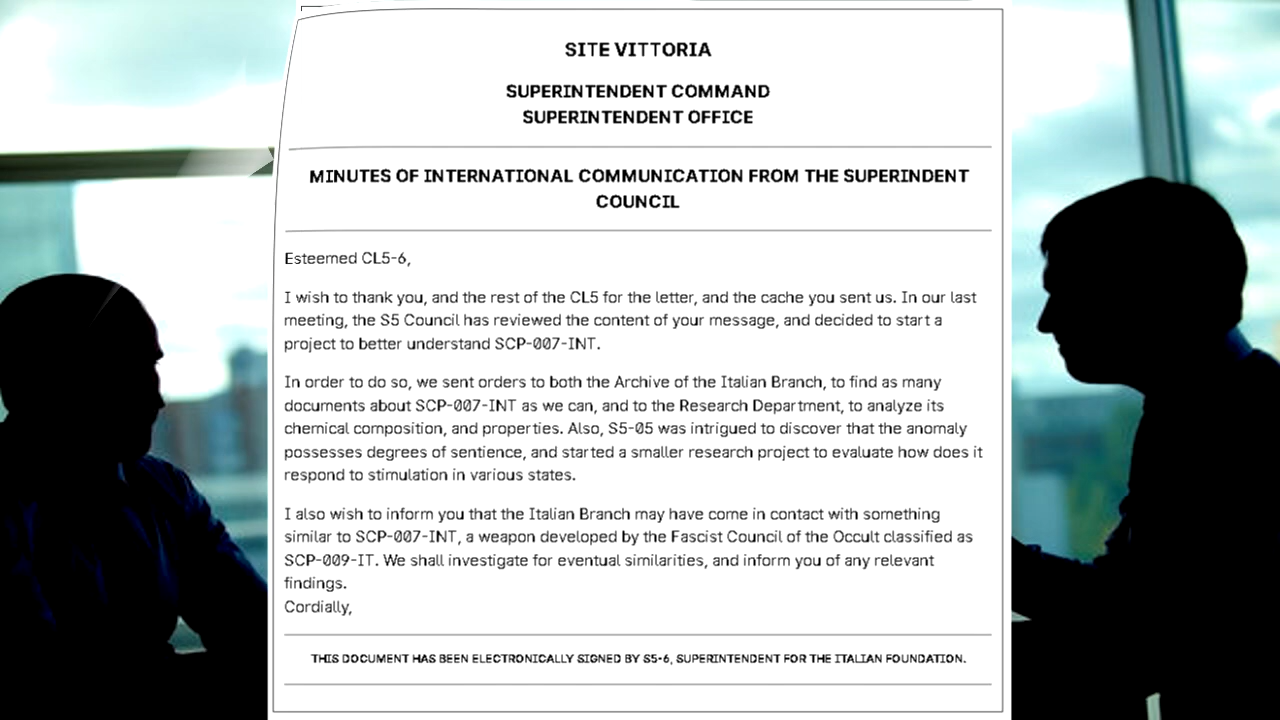 SITE VITTORIA
SUPERINTENDENT COMMAND
SUPERINTENDENT OFFICE
MINUTES OF INTERNATIONAL COMMUNICATION FROM THE SUPERINDENT
COUNCIL
Esteemed CL5-6,
I wish to thank you, and the rest of the CL5 for the letter, and the cache you sent us. In our last
meeting, the S5 Council has reviewed the content of your message, and decided to start a
project to better understand SCP-007-INT.
In order to do so, we sent orders to both the Archive of the Italian Branch, to find as many
documents about SCP-007-INT as we can, and to the Research Department, to analyze its
chemical composition, and properties. Also, S5-05 was intrigued to discover that the anomaly
possesses degrees of sentience, and started a smaller research project to evaluate how does it
respond to stimulation in various states.
I also wish to inform you that the Italian Branch may have come in contact with something
similar to SCP-007-INT, a weapon developed by the Fascist Council of the Occult classified as
SCP-009-IT. We shall investigate for eventual similarities, and inform you of any relevant
findings.
Cordially,
THIS DOCUMENT HAS BEEN ELECTRONICALLY SIGNED BY S5-6, SUPERINTENDENT FOR THE ITALIAN FOUNDATION.